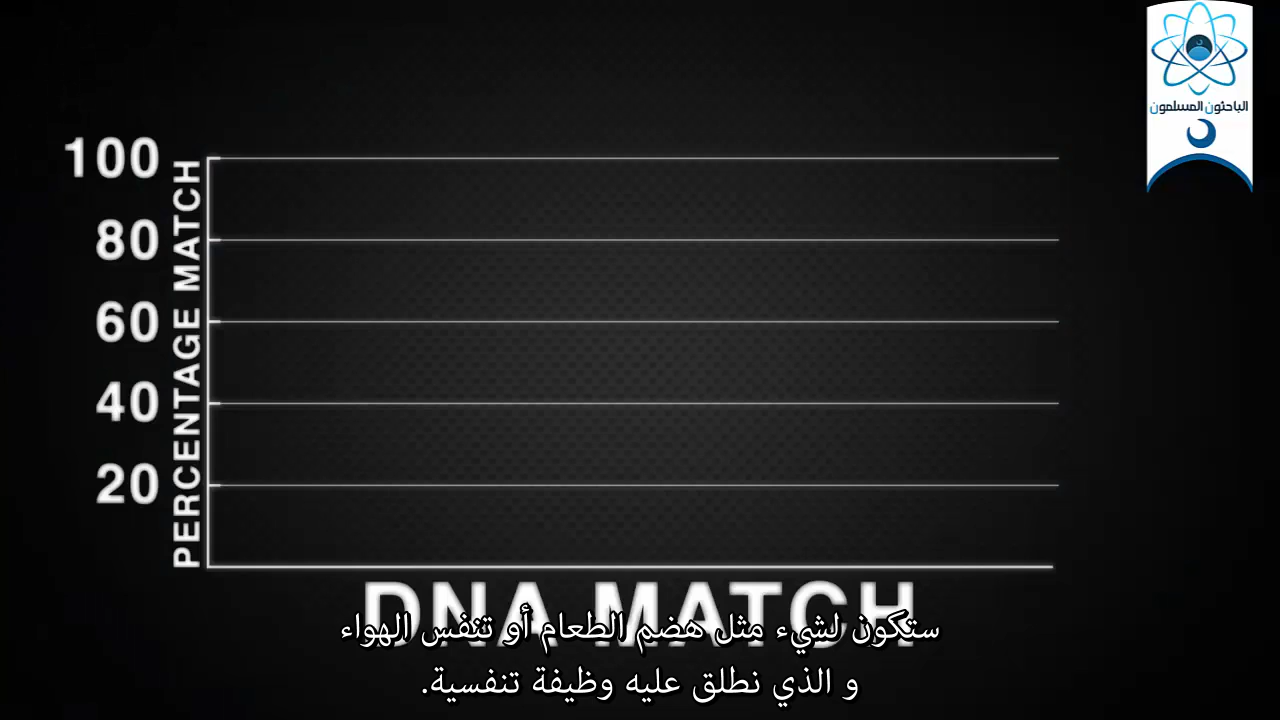 الباحثون المسلمون
100
80
60
40
20
PERCENTAGE MATCH
DNA MATCH
ستكون لشيء مثل هضم الطعام أو تنفس الهواء
و الذي نطلق عليه وظيفة تنفسية.